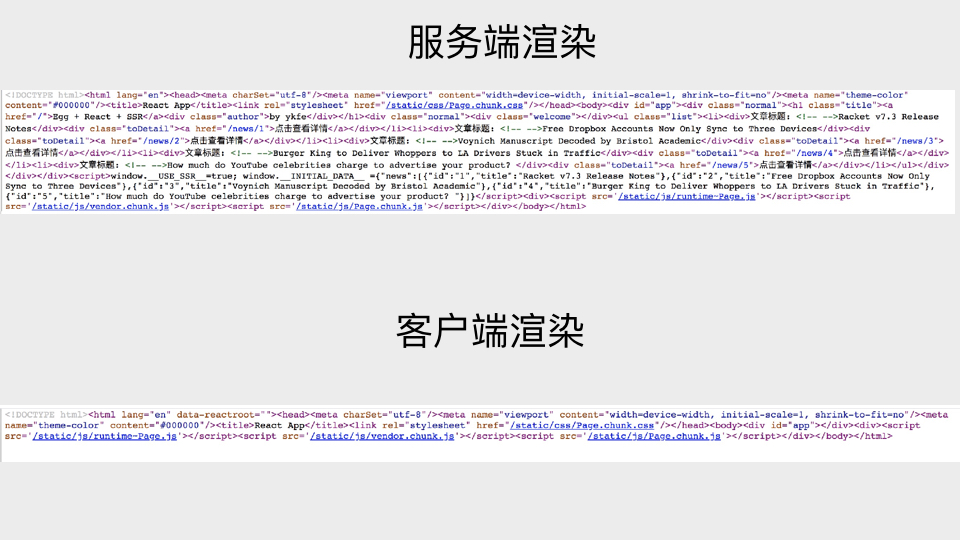 服务端渲染
<!DOCTYPE html><html lang="en"><head><meta charSet="utf-8"/><meta name="viewport" content="width=device-width, initial-scale=1, shrink-to-fit=no"/><meta name="theme-color"
content="#000000"/><title>React App</title><link rel="stylesheet" href="/static/css/Page.chunk.css"/></head><body><div id="app"><div class="normal"><h1 class="title"><a
href="/">Egg + React + SSR</a><div class="author">by ykfe</div></h1><div class="normal"><div class="welcome"></div><ul class="list"><li><div>文章标题: <!-- -->Racket v7.3 Release
Notes</div><div class="toDetail"><a href="/news/1">点击查看详情</a></div></li><li><div>文章标题: <!-- -->Free Dropbox Accounts Now Only Sync to Three Devices</div><div
class="toDetail"><a href="/news/2">点击查看详情</a></div></li><li><div>文章标题: <!-- -->Voynich Manuscript Decoded by Bristol Academic</div><div class="toDetail"><a href="/news/3">
点击查看详情</a></div></li><li><div>文章标题: <!-- -->Burger King to Deliver Whoppers to LA Drivers Stuck in Traffic</div><div class="toDetail"><a href="/news/4">点击查看详情</a></div>
</li><li><div>文章标题: <!-- -->How much do YouTube celebrities charge to advertise your product? </div><div class="toDetail"><a href="/news/5">点击查看详情</a></div></li></ul></div>
</div></div><script>window.__USE_SSR__=true; window.__INITIAL_DATA__ ={"news":[{"id":"1","title":"Racket v7.3 Release Notes"},{"id":"2","title":"Free Dropbox Accounts Now Only
Sync to Three Devices"},{"id":"3","title":"Voynich Manuscript Decoded by Bristol Academic"},{"id":"4","title":"Burger King to Deliver Whoppers to LA Drivers Stuck in Traffic"},
{"id":"5","title":"How much do YouTube celebrities charge to advertise your product? "}]}</script><div><script src='/static/js/runtime~Page.js'></script><script
src='/static/js/vendor.chunk.js'></script><script src='/static/js/Page.chunk.js'></script></div></body></html>
客户端渲染
<!DOCTYPE html><html lang="en" data-reactroot=""><head><meta charSet="utf-8"/><meta name="viewport" content="width=device-width, initial-scale=1, shrink-to-fit=no"/><meta
name="theme-color" content="#000000"/><title>React App</title><link rel="stylesheet" href="/static/css/Page.chunk.css"/></head><body><div id="app"></div><div><script
src='/static/js/runtime~Page.js'></script><script src='/static/js/vendor.chunk.js'></script><script src='/static/js/Page.chunk.js'></script></div></body></html>